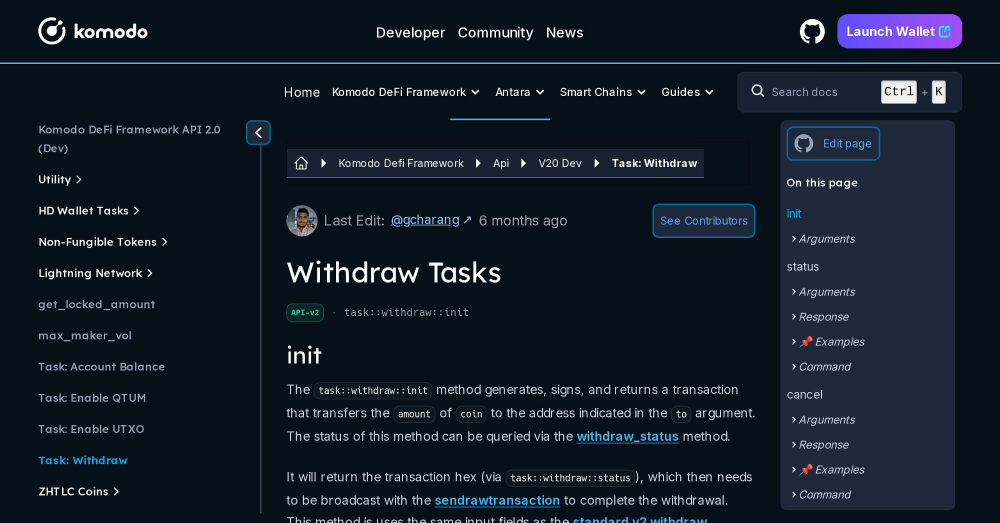 komodo
Developer Community News
Launch Wallet
Home Komodo DeFi Framework Antara Smart Chains Guides
Search docs Ctrl + K
Komodo DeFi Framework API 2.0
(Dev)
Utility
HD Wallet Tasks
Non-Fungible Tokens
Lightning Network
get_locked_amount
max_maker_vol
Task: Account Balance
Task: Enable QTUM
Task: Enable UTXO
Task: Withdraw
ZHTLC Coins
Komodo Defi Framework Api V20 Dev Task: Withdraw
Last Edit: @gcharang ↗ 6 months ago
See Contributors
Withdraw Tasks
API-v2 · task::withdraw::init
init
The task::withdraw::init method generates, signs, and returns a transaction
that transfers the amount of coin to the address indicated in the to argument.
The status of this method can be queried via the withdraw_status method.
It will return the transaction hex (via task::withdraw::status), which then needs
to be broadcast with the sendrawtransaction to complete the withdrawal.
This method is uses the same input fields as the standard v2 withdraw
Edit page
On this page
init
Arguments
status
Arguments
Response
📌 Examples
Command
cancel
Arguments
Response
📌 Examples
Command